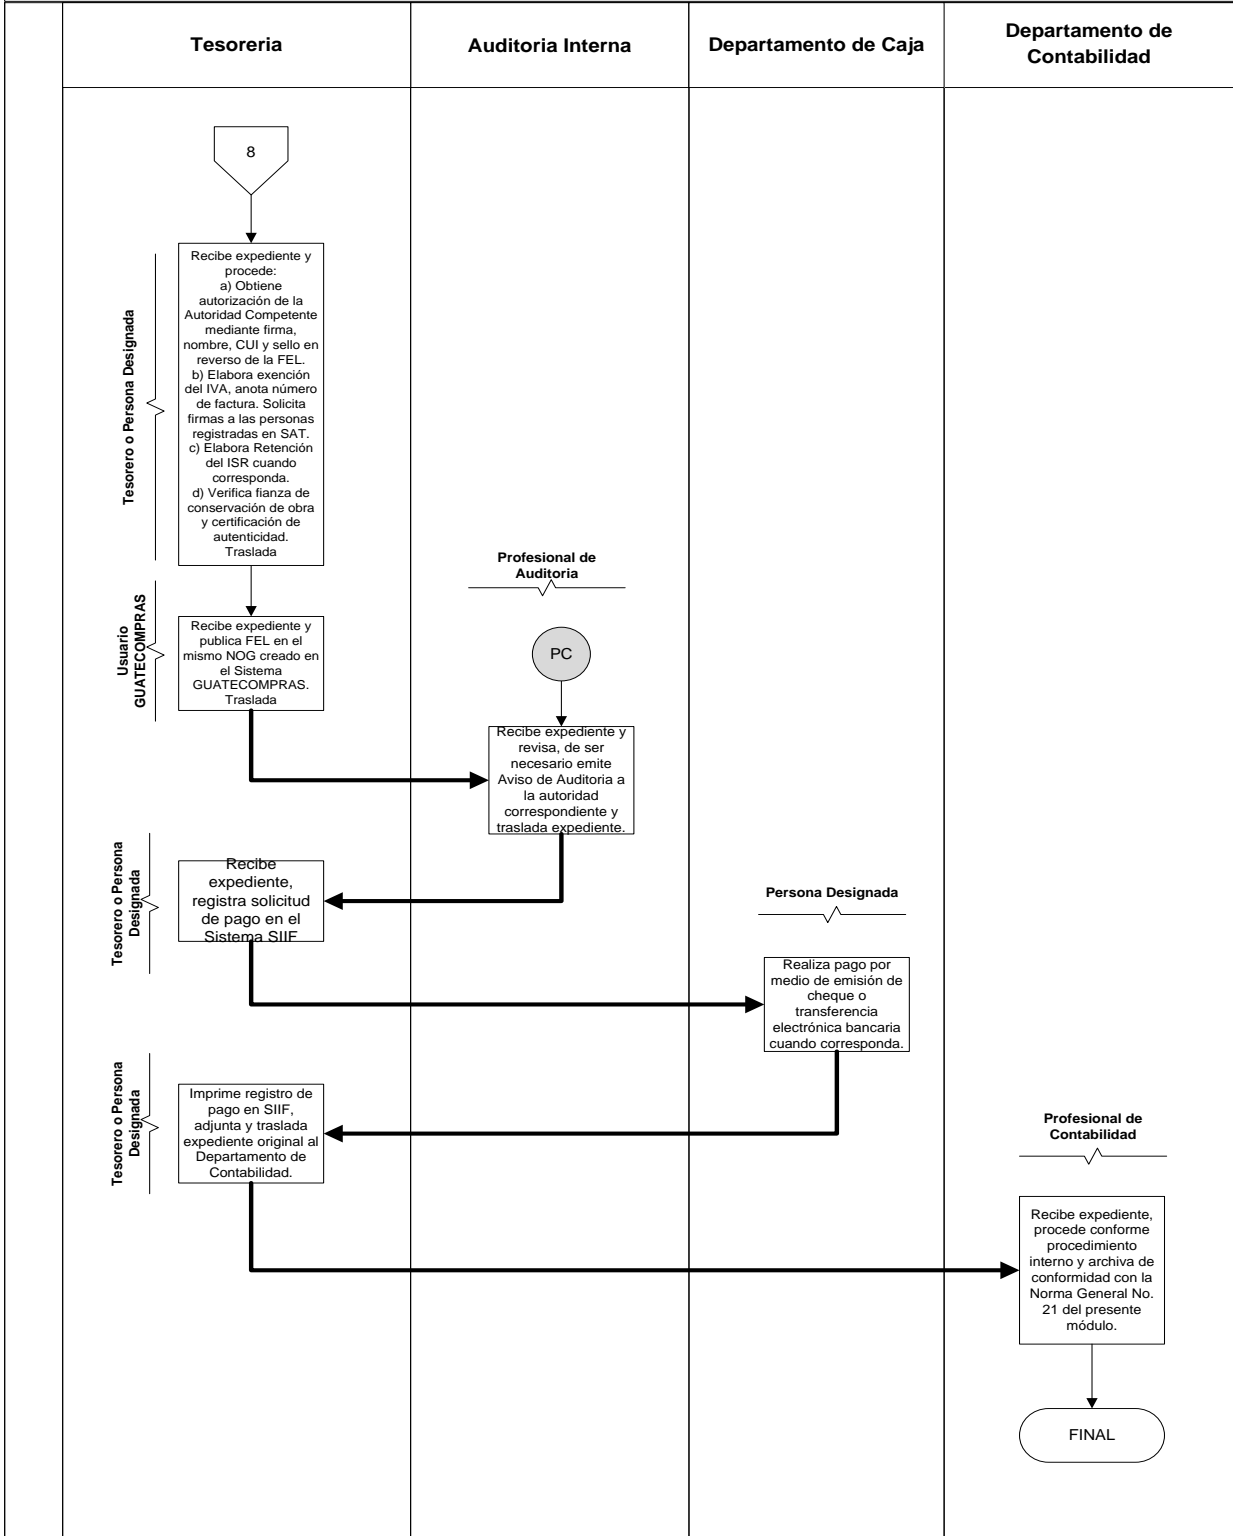 Tesoreria
Auditoria Interna
Departamento de Caja
Departamento de
Contabilidad
8
Tesorero o Persona Designada
Recibe expediente y
procede:
a) Obtiene
autorización de la
Autoridad Competente
mediante firma,
nombre, CUI y sello en
reverso de la FEL.
b) Elabora exención
del IVA, anota número
de factura. Solicita
firmas a las personas
registradas en SAT.
c) Elabora Retención
del ISR cuando
corresponda.
d) Verifica fianza de
conservación de obra
y certificación de
autenticidad.
Traslada
Usuario
GUATECOMPRAS
Recibe expediente y
publica FEL en el
mismo NOG creado en
el Sistema
GUATECOMPRAS.
Traslada
Profesional de
Auditoria
PC
Recibe expediente y
revisa, de ser
necesario emite
Aviso de Auditoria a
la autoridad
correspondiente y
traslada expediente.
Tesorero o Persona
Designada
Recibe
expediente,
registra solicitud
de pago en el
Sistema SIIF
Persona Designada
Realiza pago por
medio de emisión de
cheque o
transferencia
electrónica bancaria
cuando corresponda.
Tesorero o Persona
Designada
Imprime registro de
pago en SIIF,
adjunta y traslada
expediente original al
Departamento de
Contabilidad.
Profesional de
Contabilidad
Recibe expediente,
procede conforme
procedimiento
interno y archiva de
conformidad con la
Norma General No.
21 del presente
módulo.
FINAL